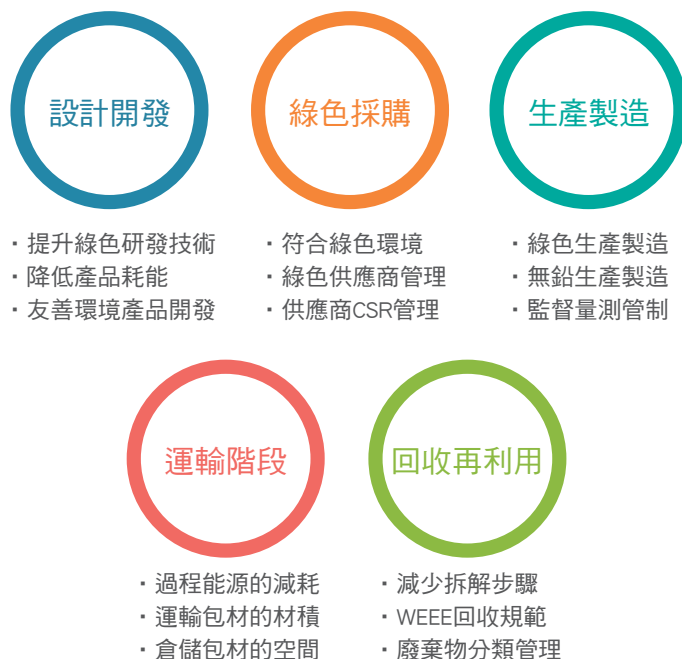 設計開發
綠色採購
生產製造
・提升綠色研發技術
・降低產品耗能
・友善環境產品開發
・符合綠色環境
・綠色供應商管理
・供應商CSR管理
・綠色生產製造
・無鉛生產製造
・監督量測管制
運輸階段
回收再利用
・過程能源的減耗
・運輸包材的材積
・倉儲包材的空間
・減少拆解步驟
・WEEE回收規範
・廢棄物分類管理